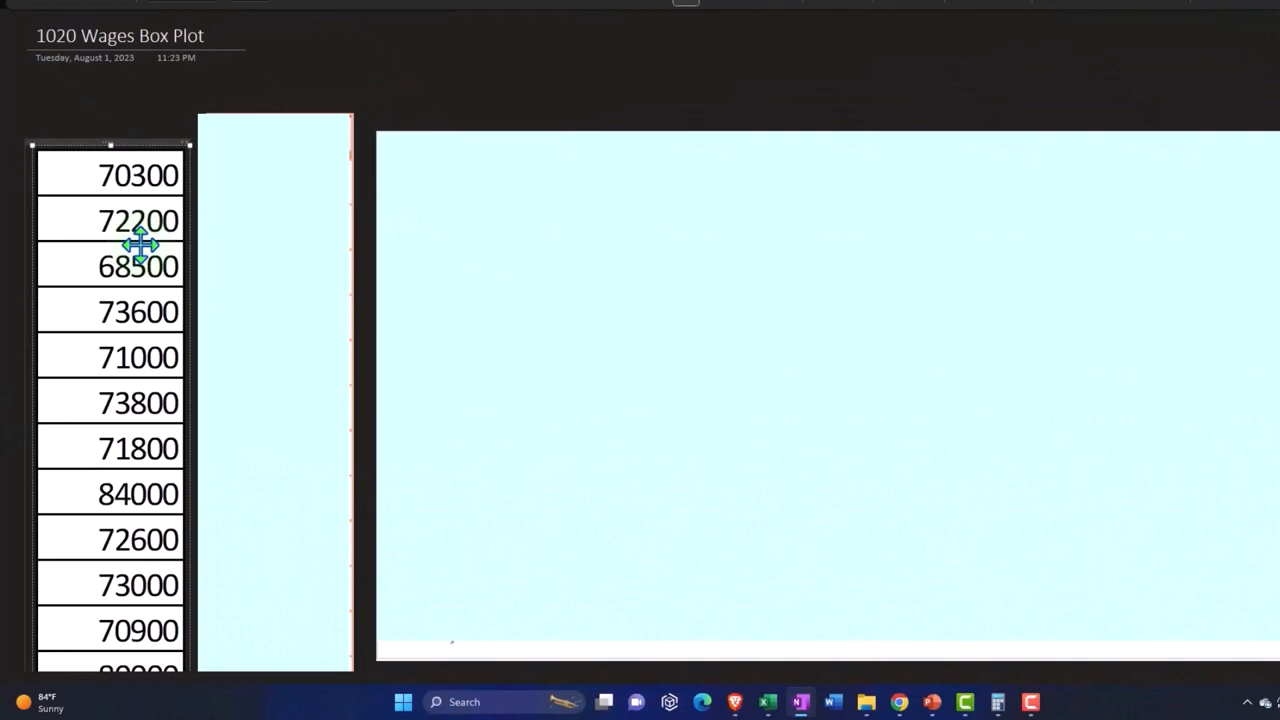 1020 Wages Box Plot
Tuesday, August 1, 2023 11:23 PM
70300
72200
68500
73600
71000
73800
71800
84000
72600
73000
70900
84°F
Sunny
Search